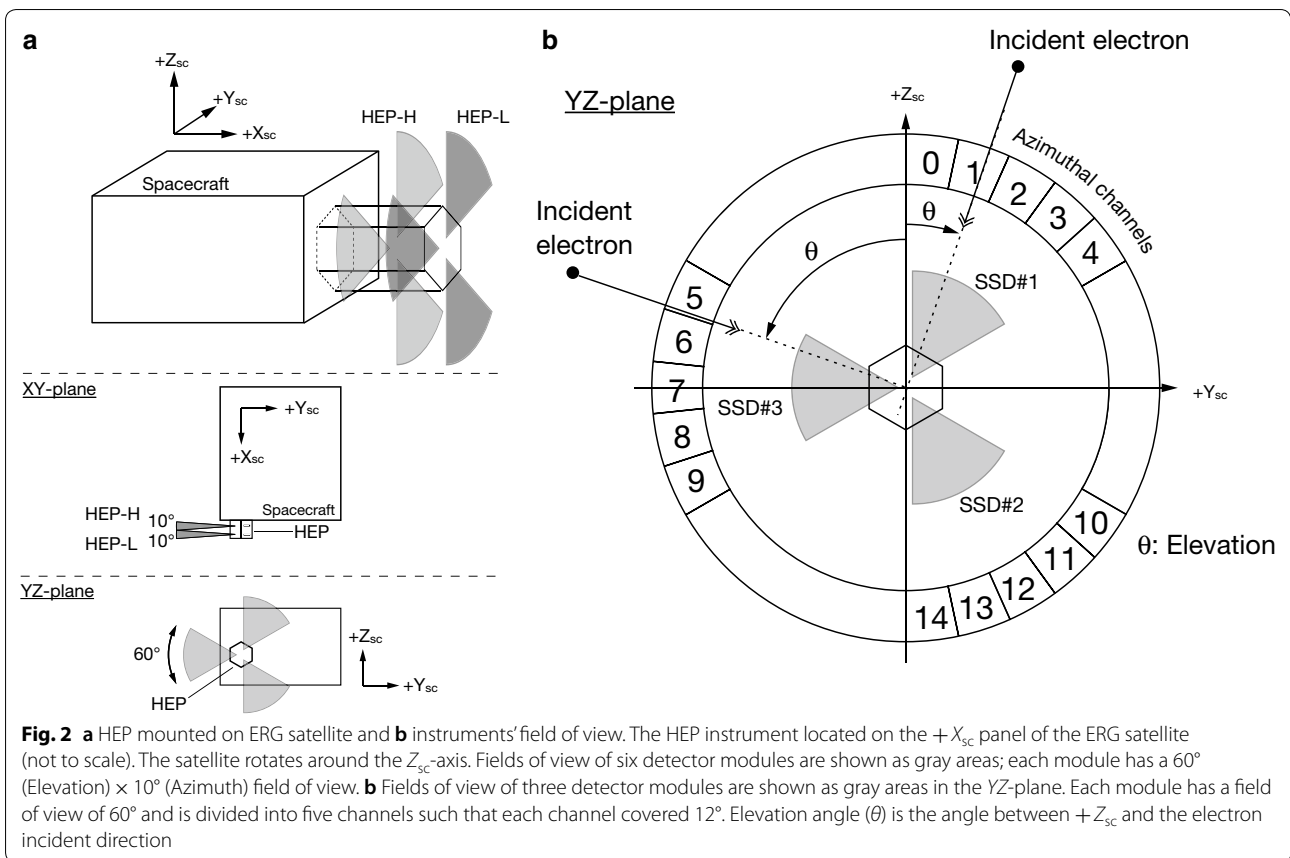 a
+Zsc
+Ysc
+Xsc
HEP-H
HEP-L
Spacecraft
XY-plane
+Ysc
+Xsc
Spacecraft
HEP-H
10°
HEP-L
10°
HEP
YZ-plane
60°
HEP
+Zsc
+Ysc
b
Incident electron
YZ-plane
+Zsc
Azimuthal channels
0
1
2
3
4
Incident
electron
θ
θ
SSD#1
5
6
7
8
9
SSD#3
+Ysc
SSD#2
10
11
12
13
14
θ: Elevation
Fig. 2 a HEP mounted on ERG satellite and b instruments' field of view. The HEP instrument located on the +Xsc panel of the ERG satellite
(not to scale). The satellite rotates around the Zsc-axis. Fields of view of six detector modules are shown as gray areas; each module has a 60°
(Elevation) × 10° (Azimuth) field of view. b Fields of view of three detector modules are shown as gray areas in the YZ-plane. Each module has a field
of view of 60° and is divided into five channels such that each channel covered 12°. Elevation angle (θ) is the angle between +Zsc and the electron
incident direction